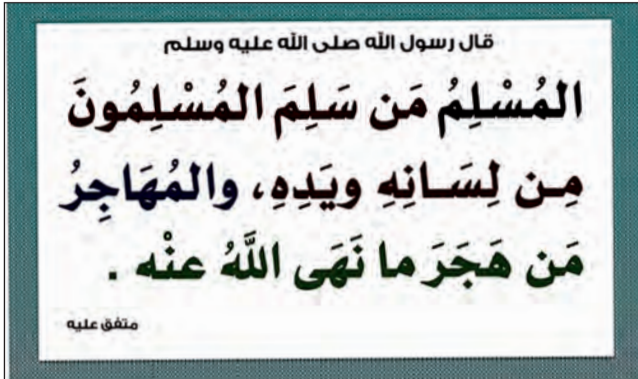 قال رسول الله صلى الله عليه وسلم
المُسْلِمُ مَن سَلِمَ المُسْلِمُونَ
مِن لِسَانِهِ ويَدِهِ، والمُهَاجِرُ
مَن هَجَرَ ما نَهَى اللَّهُ عنْه .
متفق عليه